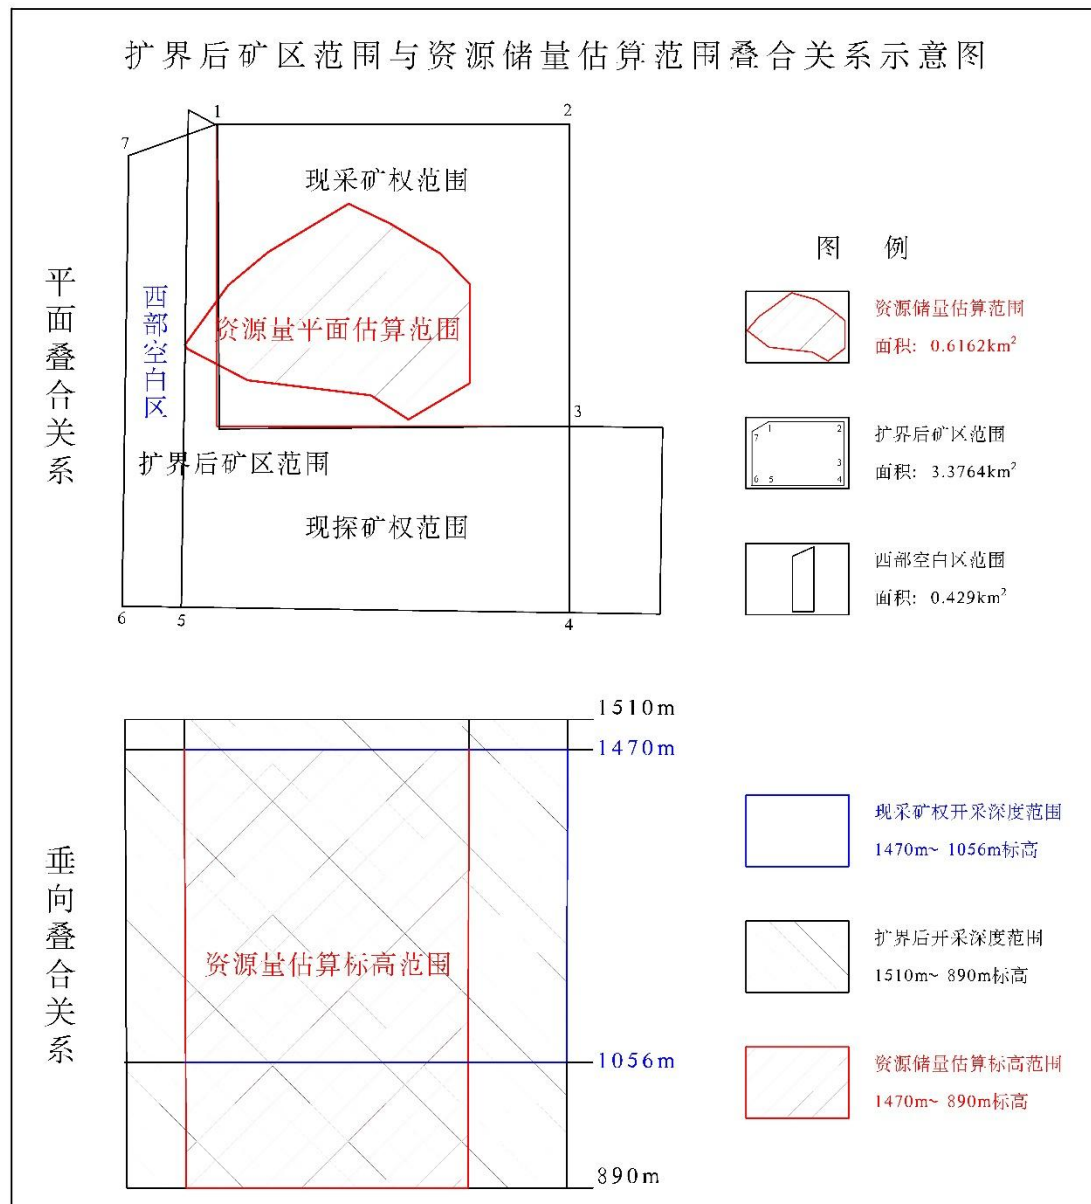 扩界后矿区范围与资源储量估算范围叠合关系示意图
1
2
7
现采矿权范围
平面叠合关系
西部空白区
资源量平面估算范围
3
扩界后矿区范围
现探矿权范围
6
5
4
图 例
资源储量估算范围
面积: 0.6162km²
1
2
7
3
6
5
4
扩界后矿区范围
面积: 3.3764km²
西部空白区范围
面积: 0.429km²
垂向叠合关系
1510m
1470m
资源量估算标高范围
1056m
890m
现采矿权开采深度范围
1470m~ 1056m标高
扩界后开采深度范围
1510m~ 890m标高
资源储量估算标高范围
1470m~ 890m标高